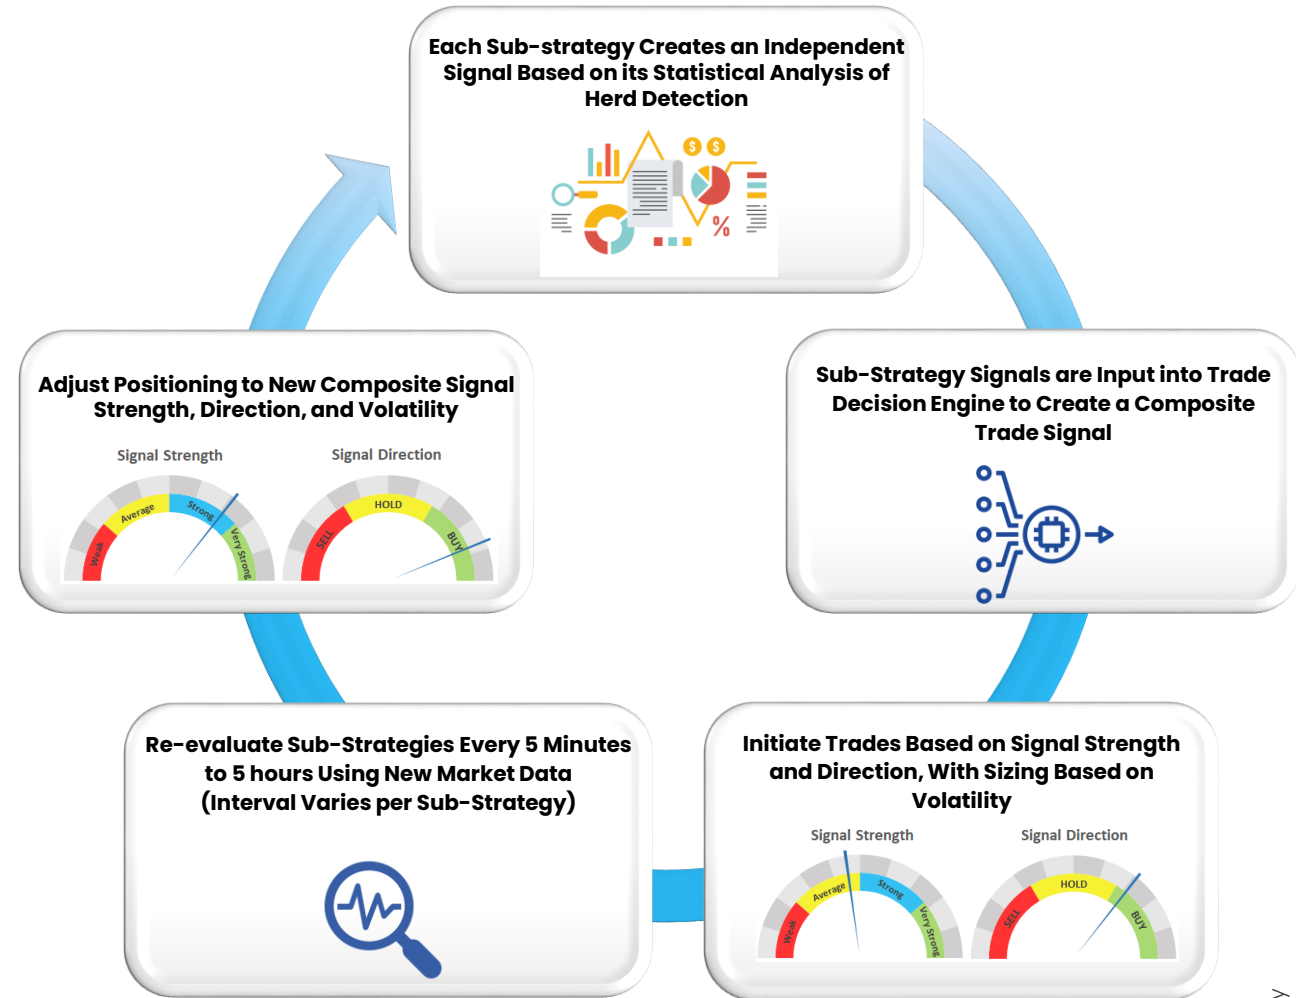 Each Sub-strategy Creates an Independent
Signal Based on its Statistical Analysis of
Herd Detection
$ $
%
Sub-Strategy Signals are Input into Trade
Decision Engine to Create a Composite
Trade Signal
Initiate Trades Based on Signal Strength
and Direction, With Sizing Based on
Volatility
Signal Strength
Weak
Average
Strong
Very Strong
Signal Direction
SELL
HOLD
BUY
Re-evaluate Sub-Strategies Every 5 Minutes
to 5 hours Using New Market Data
(Interval Varies per Sub-Strategy)
Adjust Positioning to New Composite Signal
Strength, Direction, and Volatility
Signal Strength
Weak
Average
Strong
Very Strong
Signal Direction
SELL
HOLD
BUY